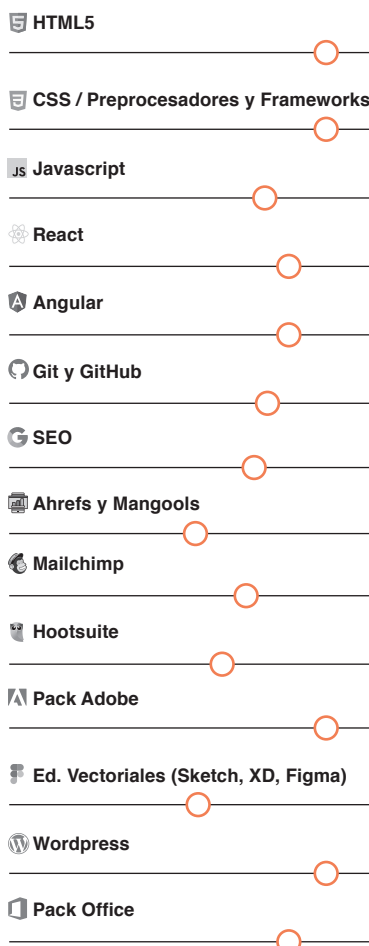 HTML5
CSS / Preprocesadores y Frameworks
JS Javascript
React
Angular
Git y GitHub
SEO
Ahrefs y Mangools
Mailchimp
Hootsuite
Pack Adobe
Ed. Vectoriales (Sketch, XD, Figma)
Wordpress
Pack Office